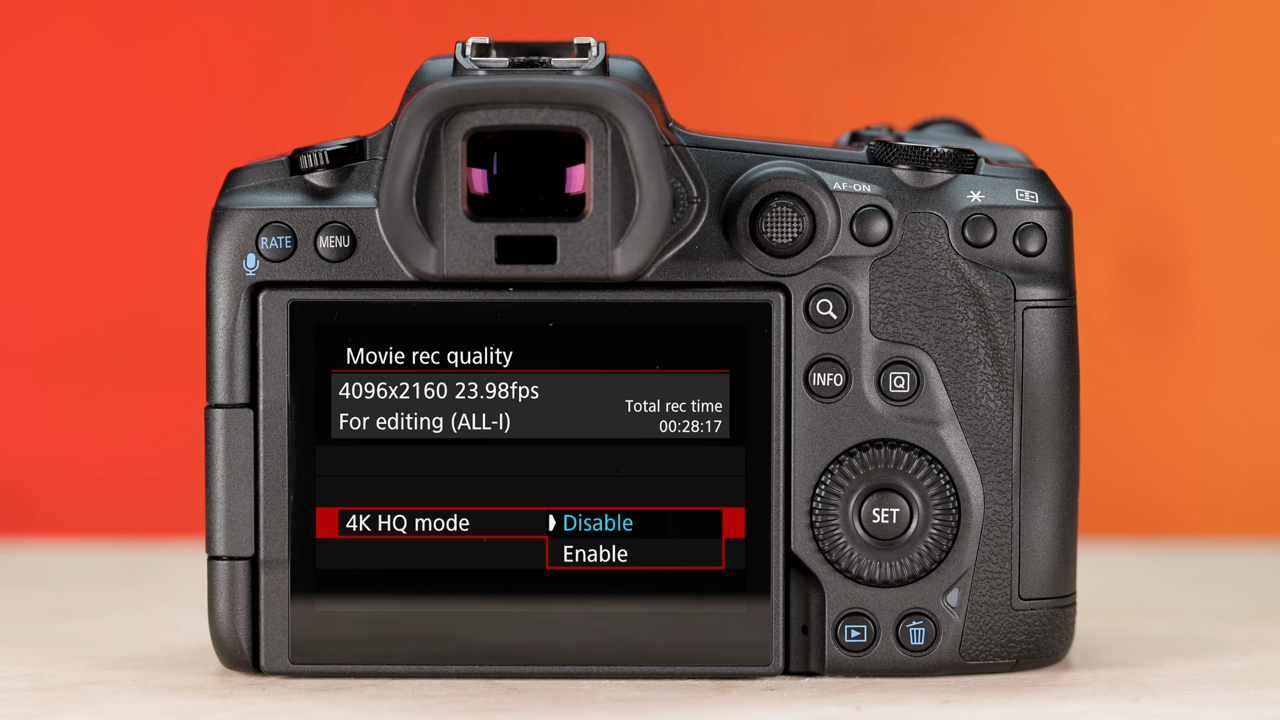 AF-ON
RATE
MENU
INFO
Q
SET
Movie rec quality
4096x2160 23.98fps
For editing (ALL-I)
Total rec time
00:28:17
4K HQ mode
Disable
Enable